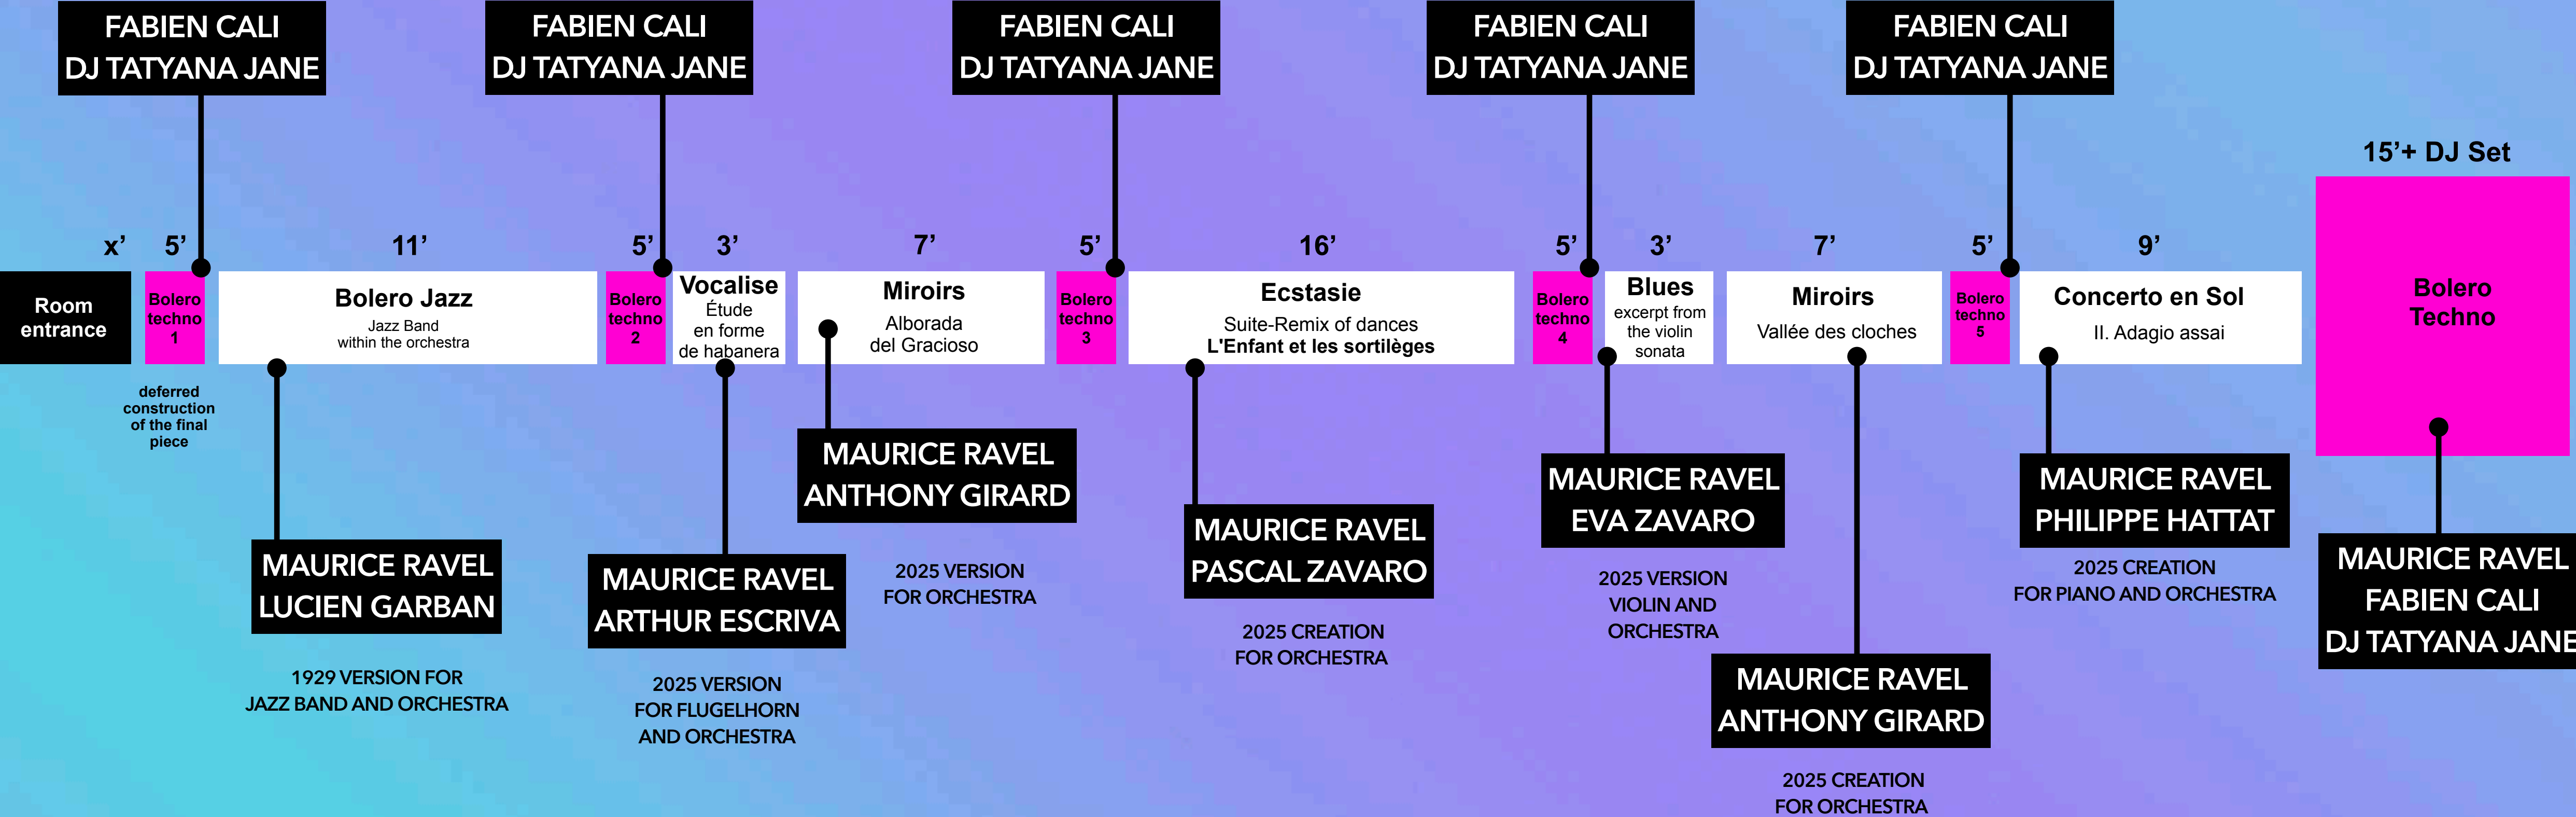 FABIEN CALI
DJ TATYANA JANE
FABIEN CALI
DJ TATYANA JANE
FABIEN CALI
DJ TATYANA JANE
FABIEN CALI
DJ TATYANA JANE
FABIEN CALI
DJ TATYANA JANE
15’+ DJ Set
x’
5’
11’
5’
3’
7’
5’
16’
5’
3’
7’
5’
9’
Room
entrance
Bolero
techno
1
Bolero Jazz
Jazz Band
within the orchestra
Bolero
techno
2
Vocalise
Étude
en forme
de habanera
Miroirs
Alborada
del Gracioso
Bolero
techno
3
Ecstasie
Suite-Remix of dances
L'Enfant et les sortilèges
Bolero
techno
4
Blues
excerpt from
the violin
sonata
Miroirs
Vallée des cloches
Bolero
techno
5
Concerto en Sol
II. Adagio assai
Bolero
Techno
deferred
construction
of the final
piece
MAURICE RAVEL
LUCIEN GARBAN
1929 VERSION FOR
JAZZ BAND AND ORCHESTRA
MAURICE RAVEL
ARTHUR ESCRIVA
2025 VERSION
FOR FLUGELHORN
AND ORCHESTRA
MAURICE RAVEL
ANTHONY GIRARD
2025 VERSION
FOR ORCHESTRA
MAURICE RAVEL
PASCAL ZAVARO
2025 CREATION
FOR ORCHESTRA
MAURICE RAVEL
EVA ZAVARO
2025 VERSION
VIOLIN AND
ORCHESTRA
MAURICE RAVEL
ANTHONY GIRARD
2025 CREATION
FOR ORCHESTRA
MAURICE RAVEL
PHILIPPE HATTAT
2025 CREATION
FOR PIANO AND ORCHESTRA
MAURICE RAVEL
FABIEN CALI
DJ TATYANA JANE